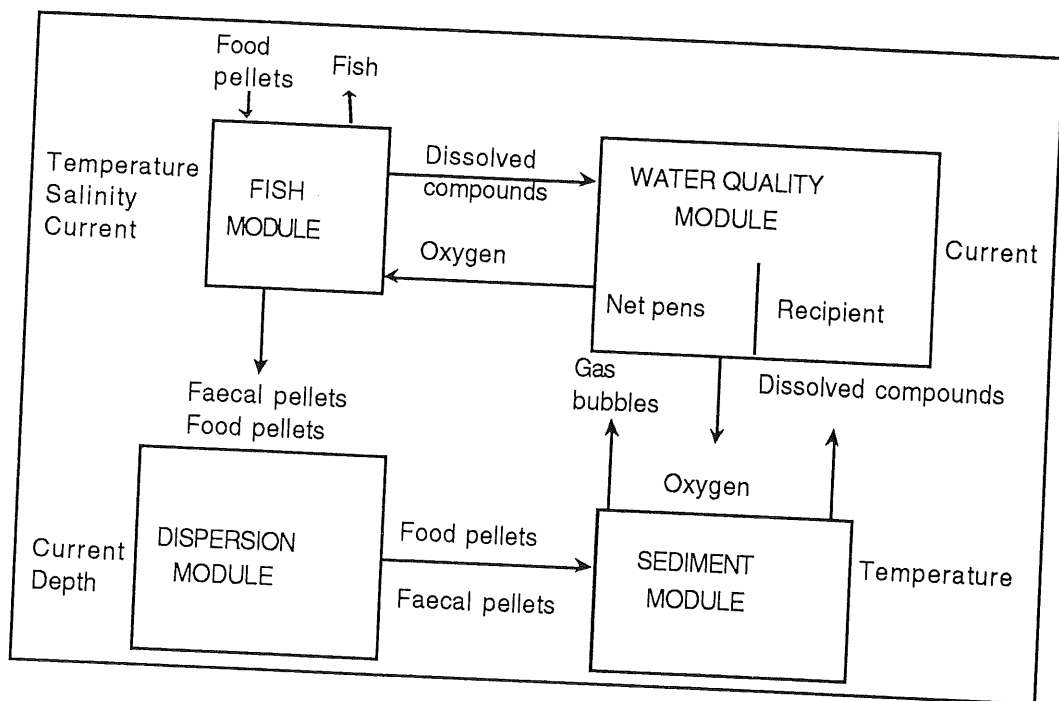 Food
pellets
Fish
Temperature
Salinity
Current
FISH
MODULE
Dissolved
compounds
Oxygen
WATER QUALITY
MODULE
Net pens
Recipient
Current
Faecal pellets
Food pellets
Gas
bubbles
Dissolved compounds
Oxygen
Current
Depth
DISPERSION
MODULE
Food pellets
Faecal pellets
SEDIMENT
MODULE
Temperature